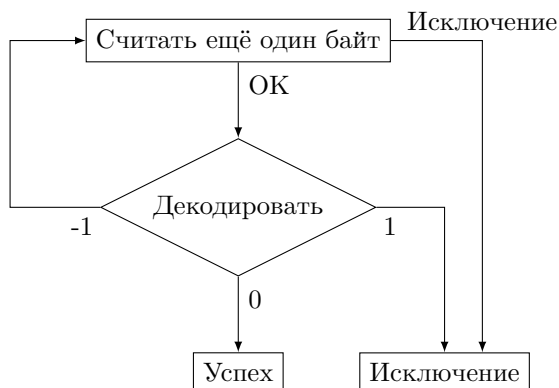 Исключение
Считать ещё один байт
OK
Декодировать
-1
1
0
Успех
Исключение